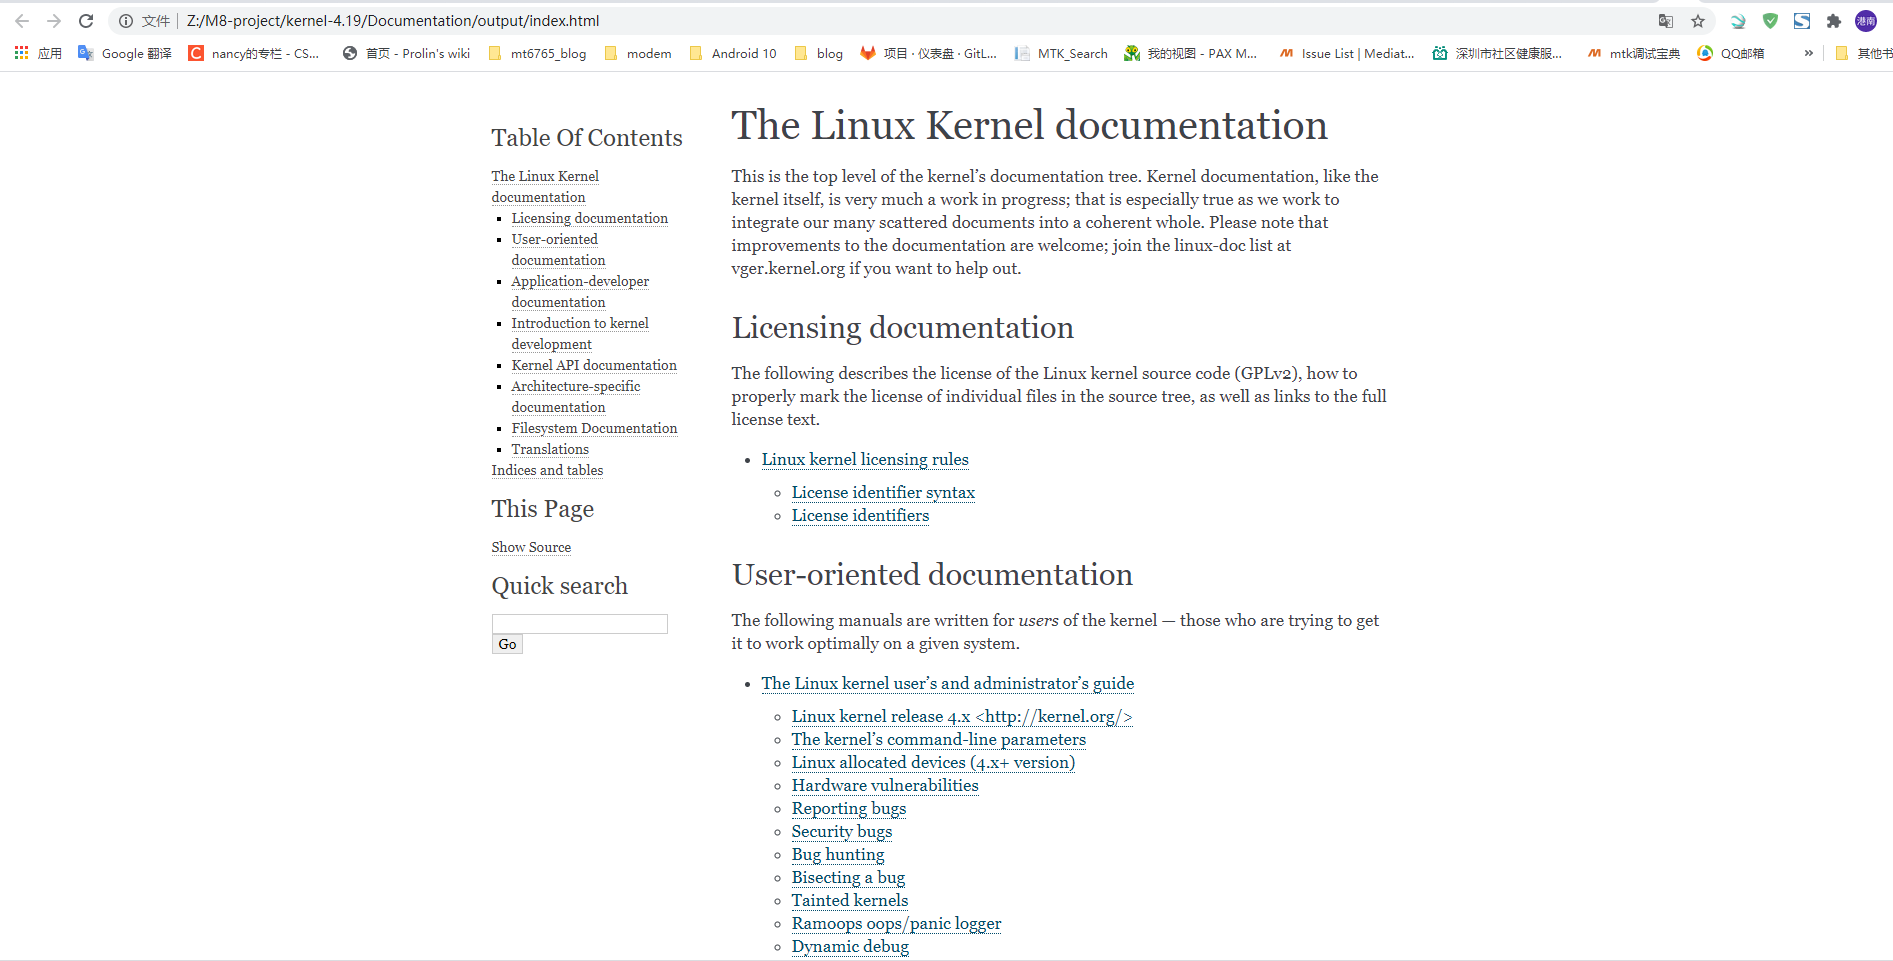 文件 Z:/M8-project/kernel-4.19/Documentation/output/index.html 港南
应用 Google 翻译 nancy的专栏 - CS... 首页 - Prolin's wiki mt6765_blog modem Android 10 blog 项目 · 仪表盘 · GitL... MTK_Search 我的视图 - PAX M... Issue List | Mediat... 深圳市社区健康服... mtk调试宝典 QQ邮箱 » 其他书
Table Of Contents
The Linux Kernel
documentation
Licensing documentation
User-oriented
documentation
Application-developer
documentation
Introduction to kernel
development
Kernel API documentation
Architecture-specific
documentation
Filesystem Documentation
Translations
Indices and tables
This Page
Show Source
Quick search
Go
The Linux Kernel documentation
This is the top level of the kernel’s documentation tree. Kernel documentation, like the
kernel itself, is very much a work in progress; that is especially true as we work to
integrate our many scattered documents into a coherent whole. Please note that
improvements to the documentation are welcome; join the linux-doc list at
vger.kernel.org if you want to help out.
Licensing documentation
The following describes the license of the Linux kernel source code (GPLv2), how to
properly mark the license of individual files in the source tree, as well as links to the full
license text.
Linux kernel licensing rules
License identifier syntax
License identifiers
User-oriented documentation
The following manuals are written for users of the kernel — those who are trying to get
it to work optimally on a given system.
The Linux kernel user’s and administrator’s guide
Linux kernel release 4.x <http://kernel.org/>
The kernel’s command-line parameters
Linux allocated devices (4.x+ version)
Hardware vulnerabilities
Reporting bugs
Security bugs
Bug hunting
Bisecting a bug
Tainted kernels
Ramoops oops/panic logger
Dynamic debug